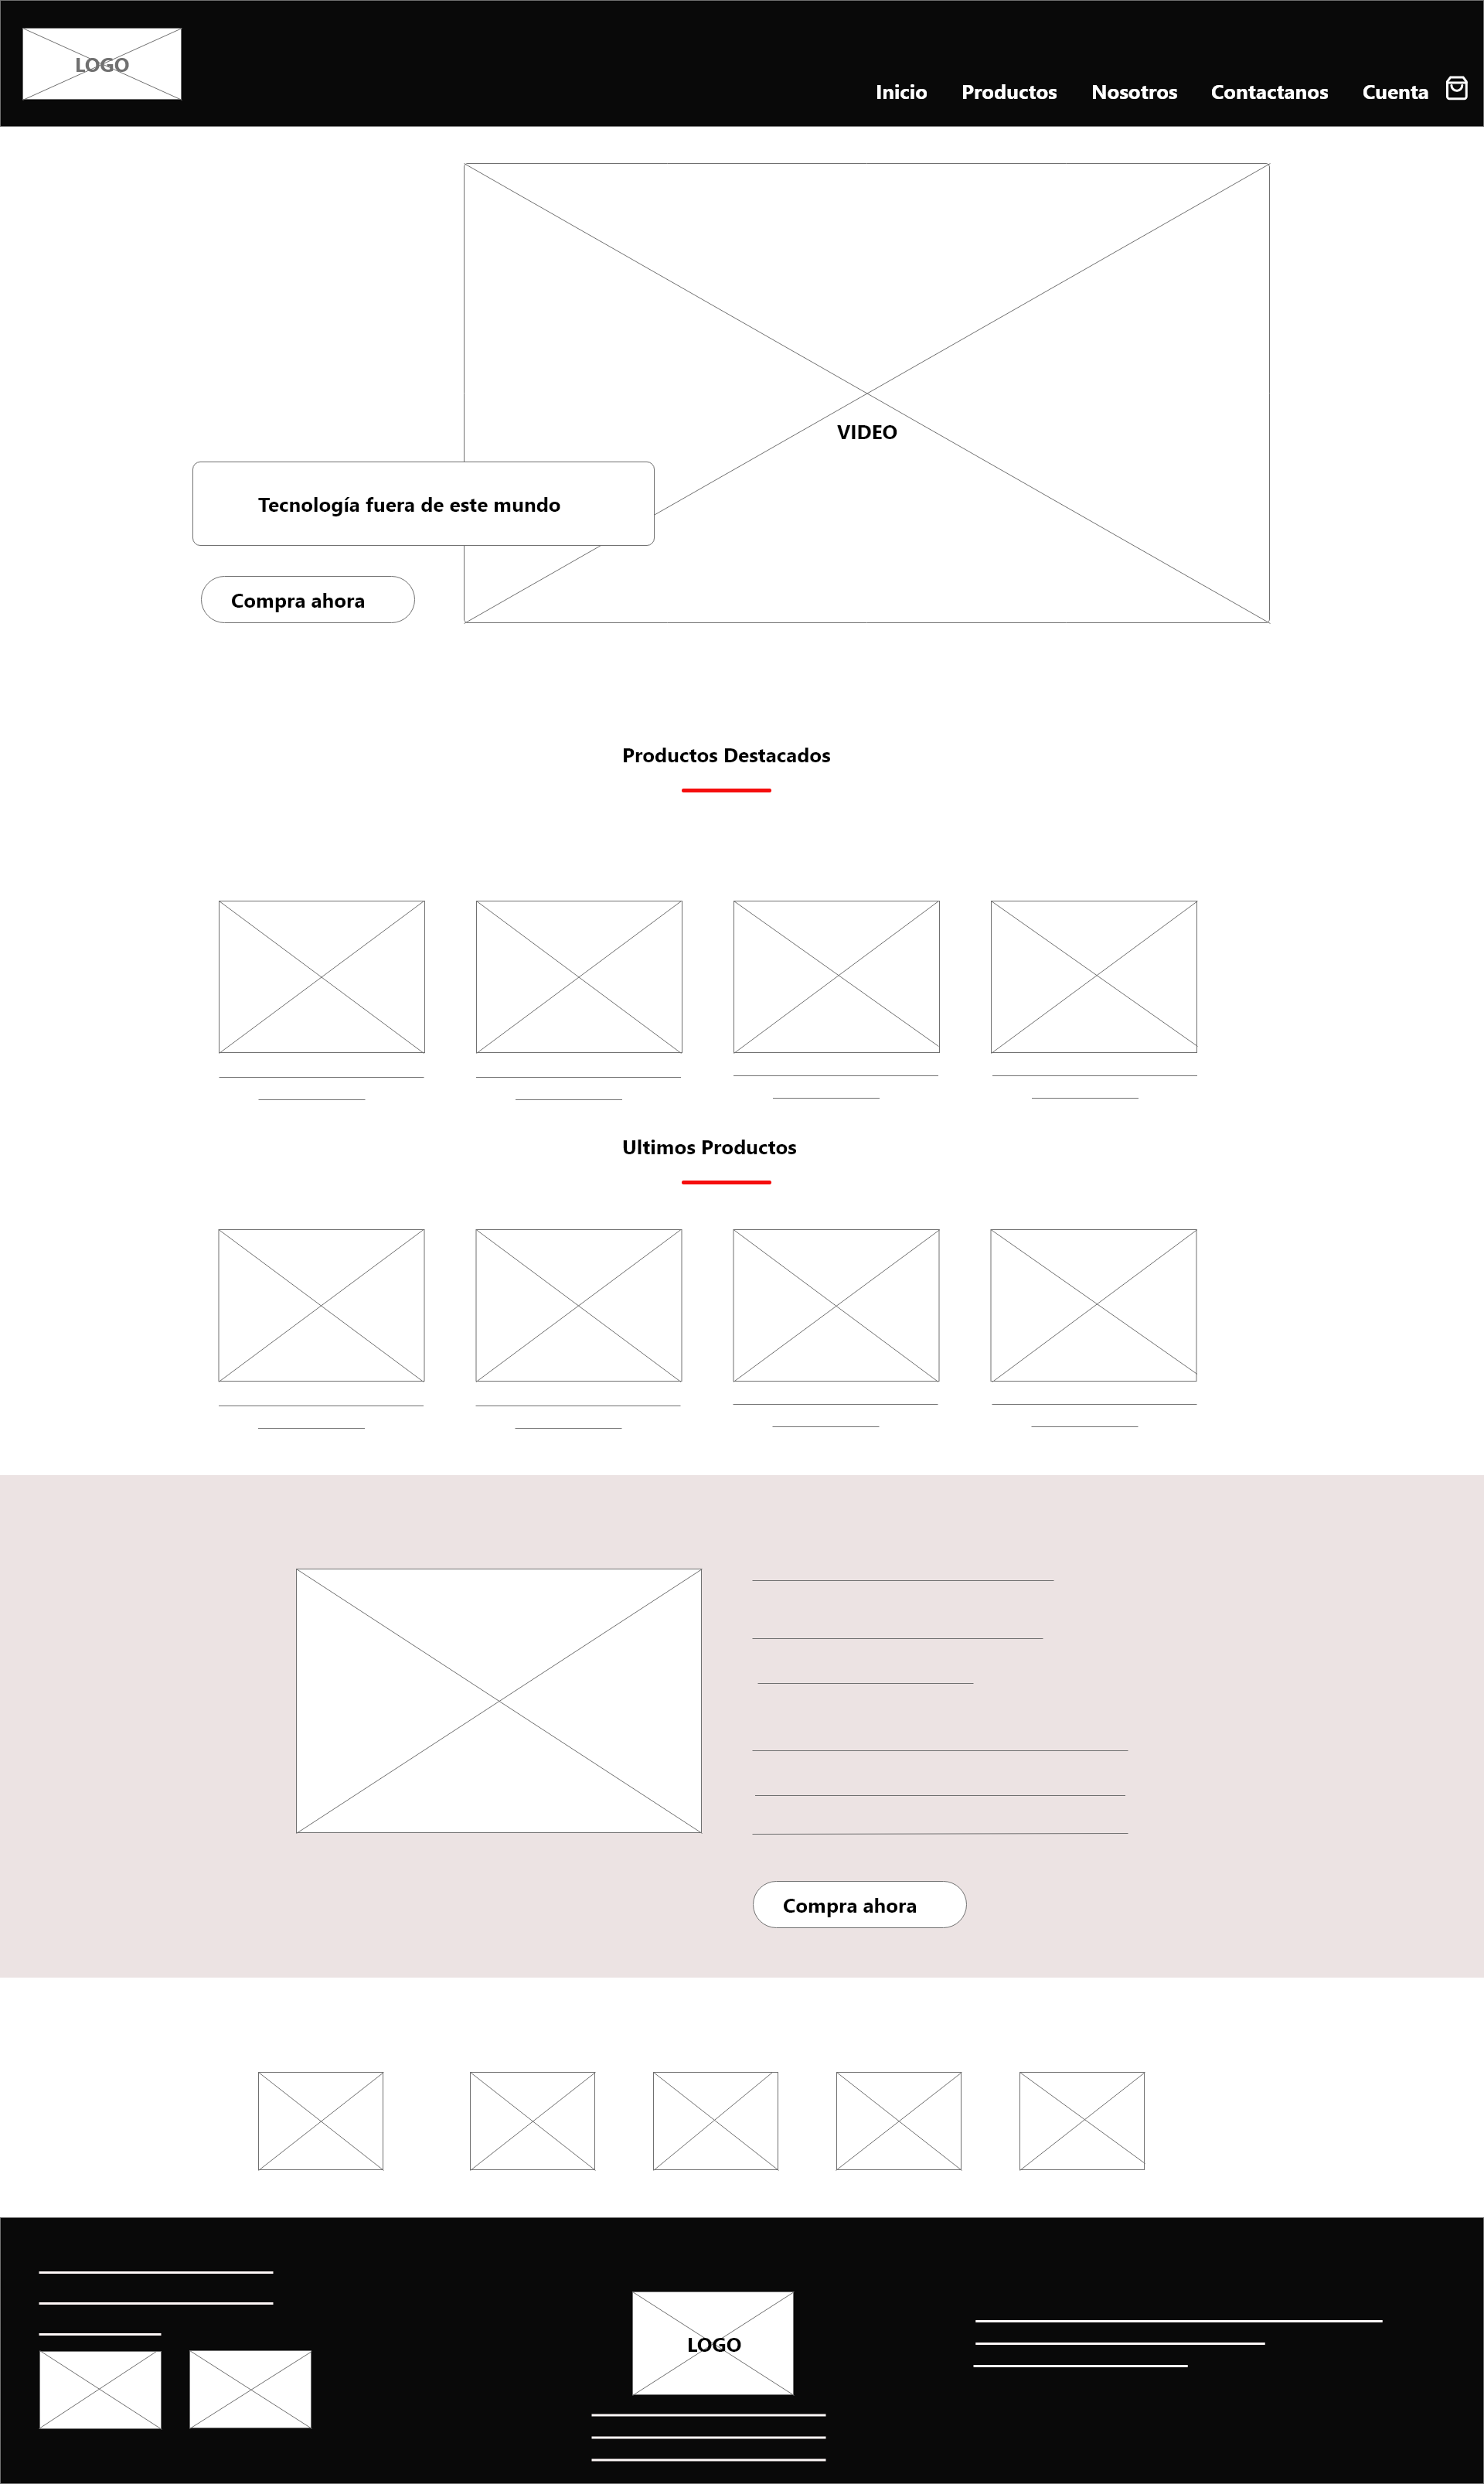 LOGO
Inicio Productos Nosotros Contactanos Cuenta
VIDEO
Tecnología fuera de este mundo
Compra ahora
Productos Destacados
Ultimos Productos
Compra ahora
LOGO